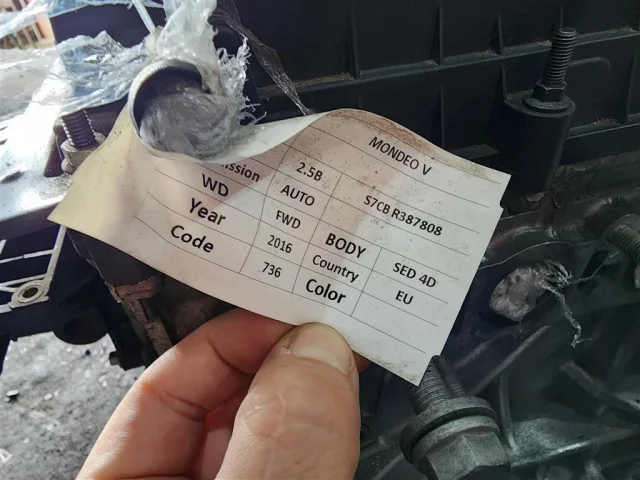 MONDEO V
2.5B S7CB R387808
ission AUTO
WD FWD BODY SED 4D
Year 2016 Country EU
Code 736 Color